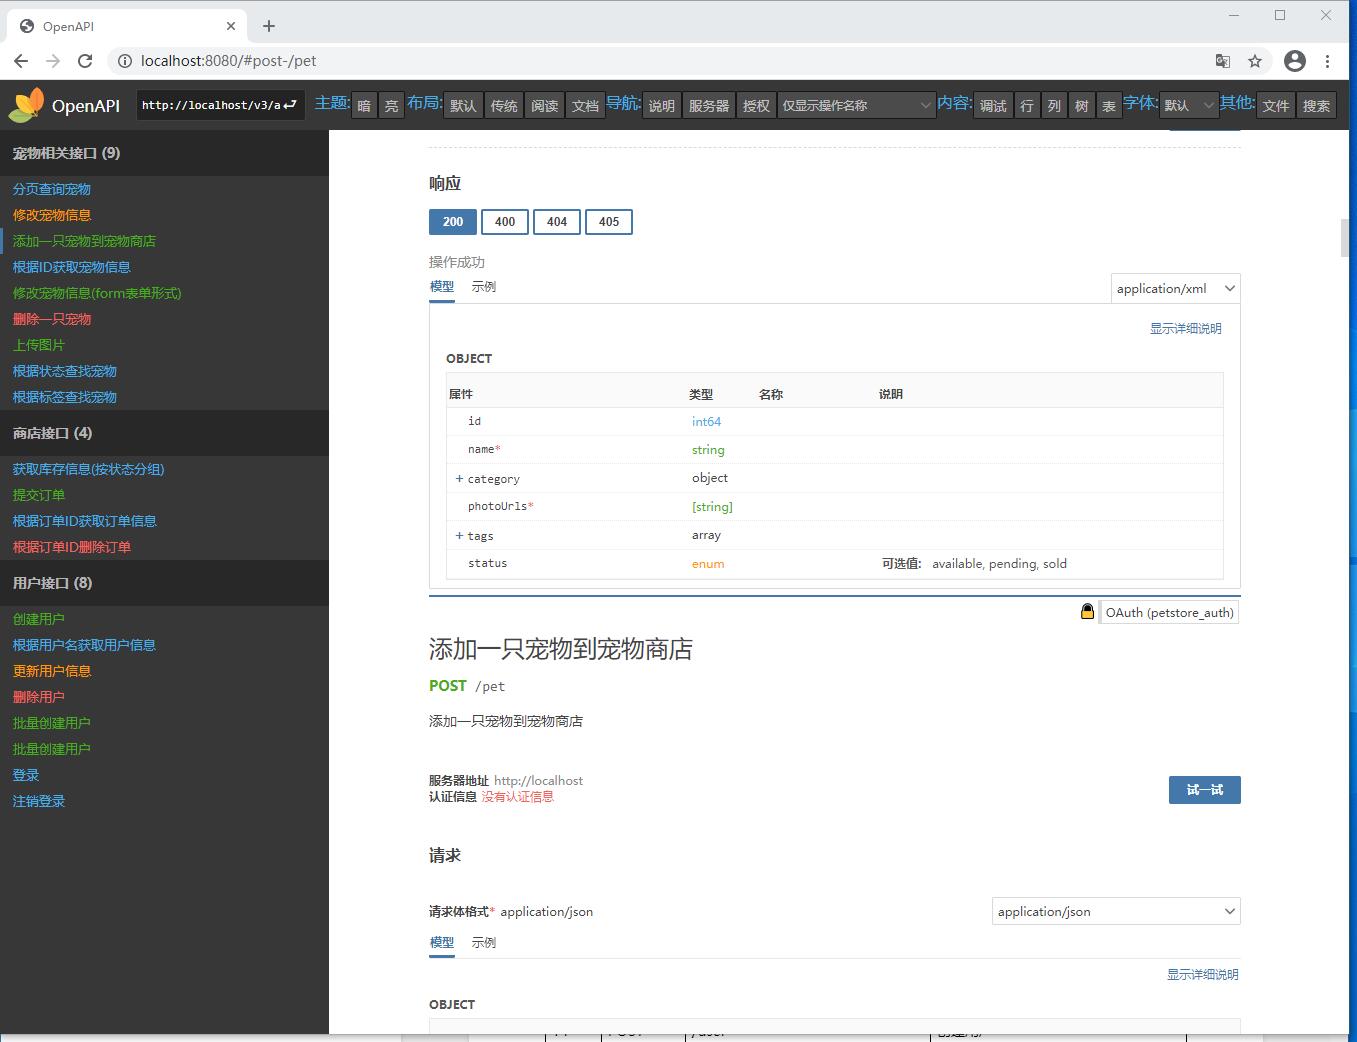 OpenAPI
localhost:8080/#post-/pet
OpenAPI
http://localhost/v3/a
主题: 暗 亮 布局: 默认 传统 阅读 文档 导航: 说明 服务器 授权 仅显示操作名称 内容: 调试 行 列 树 表 字体: 默认 其他: 文件 搜索
宠物相关接口 (9)
分页查询宠物
修改宠物信息
添加一只宠物到宠物商店
根据ID获取宠物信息
修改宠物信息(form表单形式)
删除一只宠物
上传图片
根据状态查找宠物
根据标签查找宠物
商店接口 (4)
获取库存信息(按状态分组)
提交订单
根据订单ID获取订单信息
根据订单ID删除订单
用户接口 (8)
创建用户
根据用户名获取用户信息
更新用户信息
删除用户
批量创建用户
批量创建用户
登录
注销登录
响应
200 400 404 405
操作成功
模型 示例 application/xml
显示详细说明
OBJECT
属性 类型 名称 说明
id int64
name* string
+ category object
photoUrls* [string]
+ tags array
status enum 可选值: available, pending, sold
OAuth (petstore_auth)
添加一只宠物到宠物商店
POST /pet
添加一只宠物到宠物商店
服务器地址 http://localhost
认证信息 没有认证信息
试一试
请求
请求体格式* application/json application/json
模型 示例
显示详细说明
OBJECT